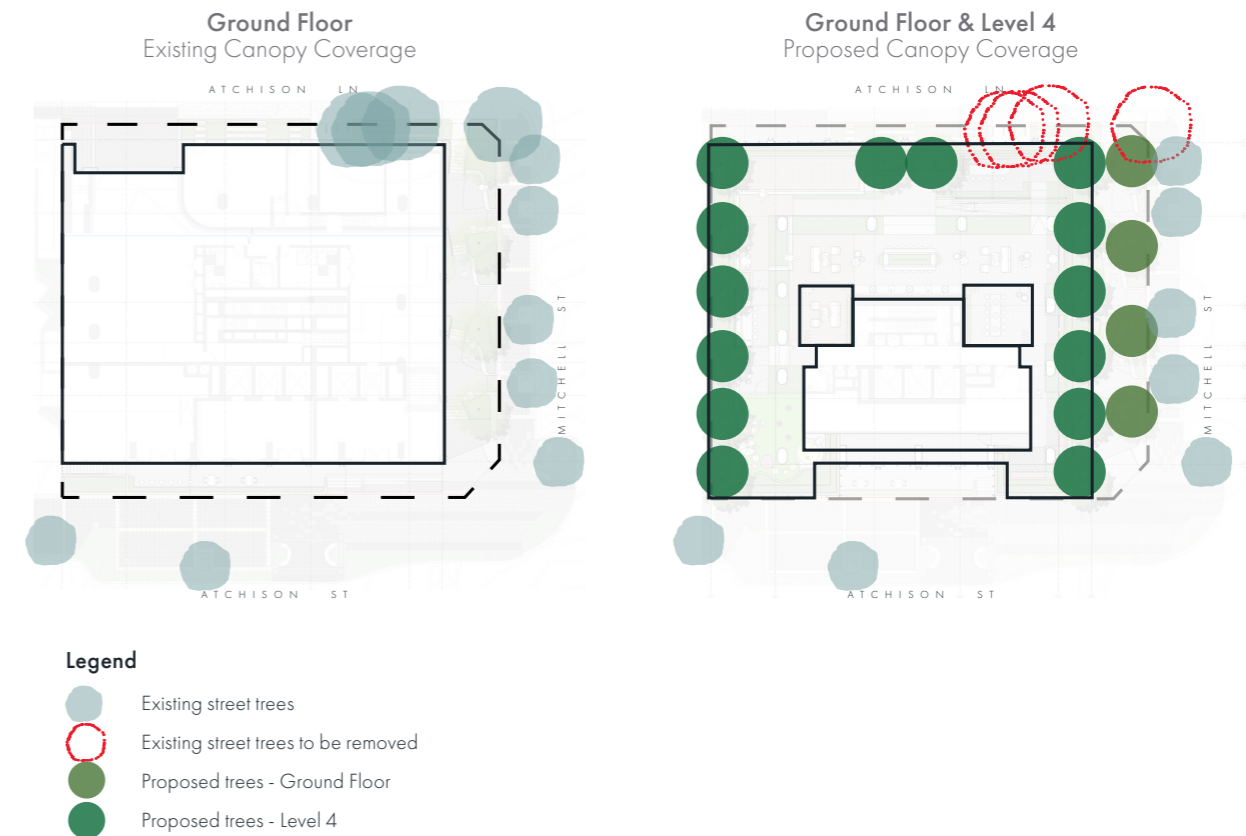 Ground Floor
Existing Canopy Coverage
ATCHISON LN
MITCHELL ST
ATCHISON ST
Ground Floor & Level 4
Proposed Canopy Coverage
ATCHISON LN
MITCHELL ST
ATCHISON ST
Legend
Existing street trees
Existing street trees to be removed
Proposed trees - Ground Floor
Proposed trees - Level 4